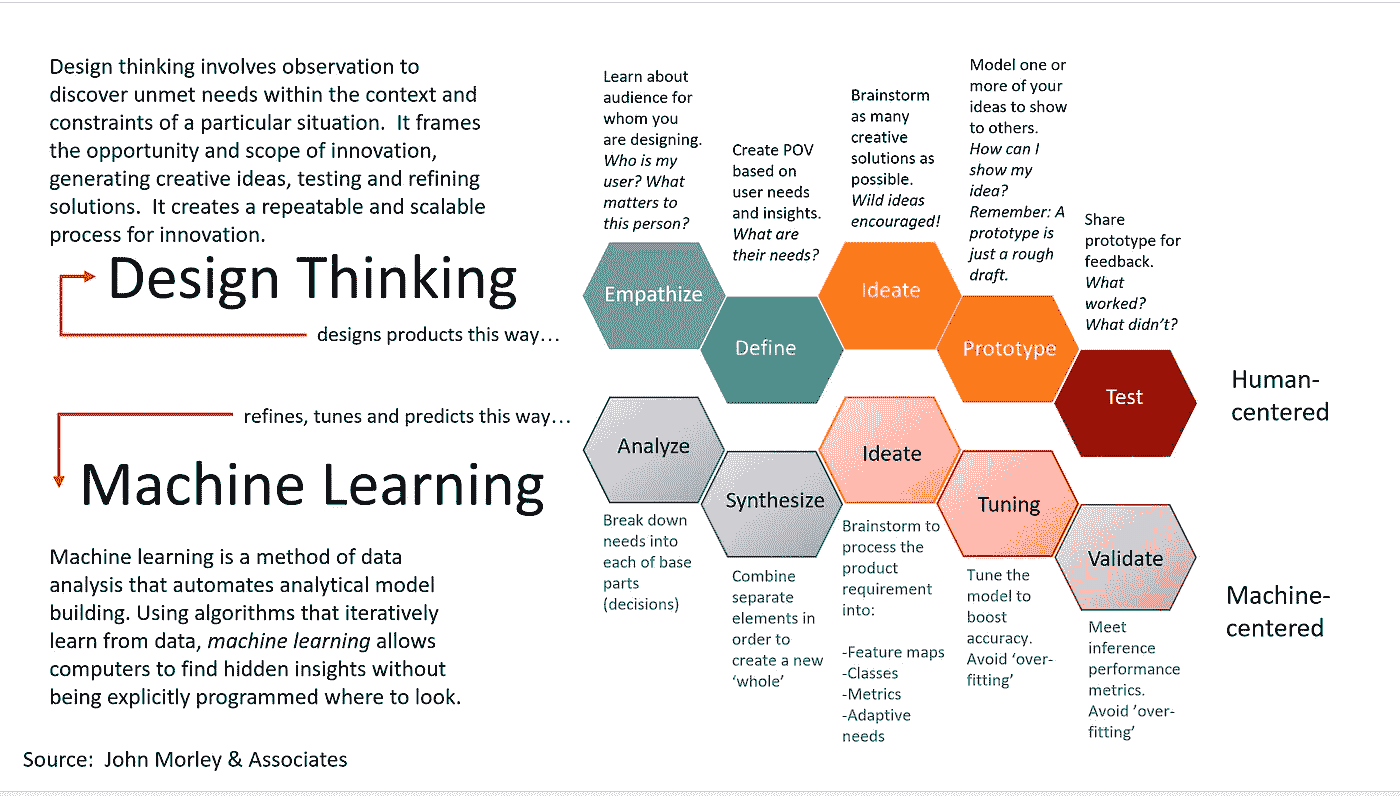 Design thinking involves observation to
discover unmet needs within the context and
constraints of a particular situation.  It frames
the opportunity and scope of innovation,
generating creative ideas, testing and refining
solutions.  It creates a repeatable and scalable
process for innovation.
Design Thinking
designs products this way…
refines, tunes and predicts this way…
Machine Learning
Machine learning is a method of data
analysis that automates analytical model
building. Using algorithms that iteratively
learn from data, machine learning allows
computers to find hidden insights without
being explicitly programmed where to look.
Source:  John Morley & Associates
Learn about
audience for
whom you
are designing.
Who is my
user? What
matters to
this person?
Create POV
based on
user needs
and insights.
What are
their needs?
Brainstorm
as many
creative
solutions as
possible.
Wild ideas
encouraged!
Model one or
more of your
ideas to show
to others.
How can I
show my
idea?
Remember: A
prototype is
just a rough
draft.
Share
prototype for
feedback.
What
worked?
What didn't?
Empathize
Define
Ideate
Prototype
Test
Human-
centered
Analyze
Synthesize
Ideate
Tuning
Validate
Machine-
centered
Break down
needs into
each of base
parts
(decisions)
Combine
separate
elements in
order to
create a new
‘whole’
Brainstorm to
process the
product
requirement
into:
-Feature maps
-Classes
-Metrics
-Adaptive
needs
Tune the
model to
boost
accuracy.
Avoid ‘over-
fitting’
Meet
inference
performance
metrics.
Avoid ’over-
fitting’